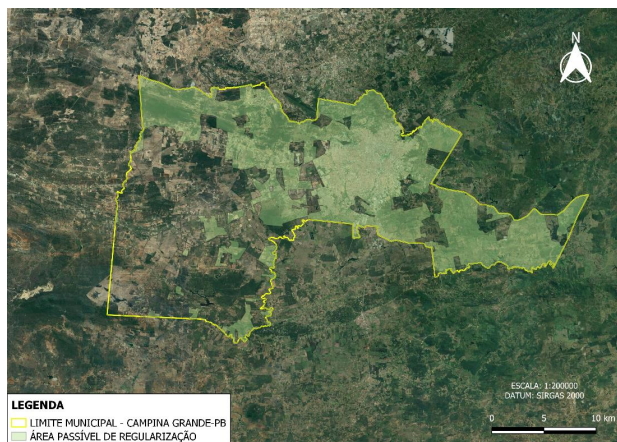 N
ESCALA: 1:200000
DATUM: SIRGAS 2000
0 5 10 km
LEGENDA
LIMITE MUNICIPAL - CAMPINA GRANDE-PB
ÁREA PASSÍVEL DE REGULARIZAÇÃO